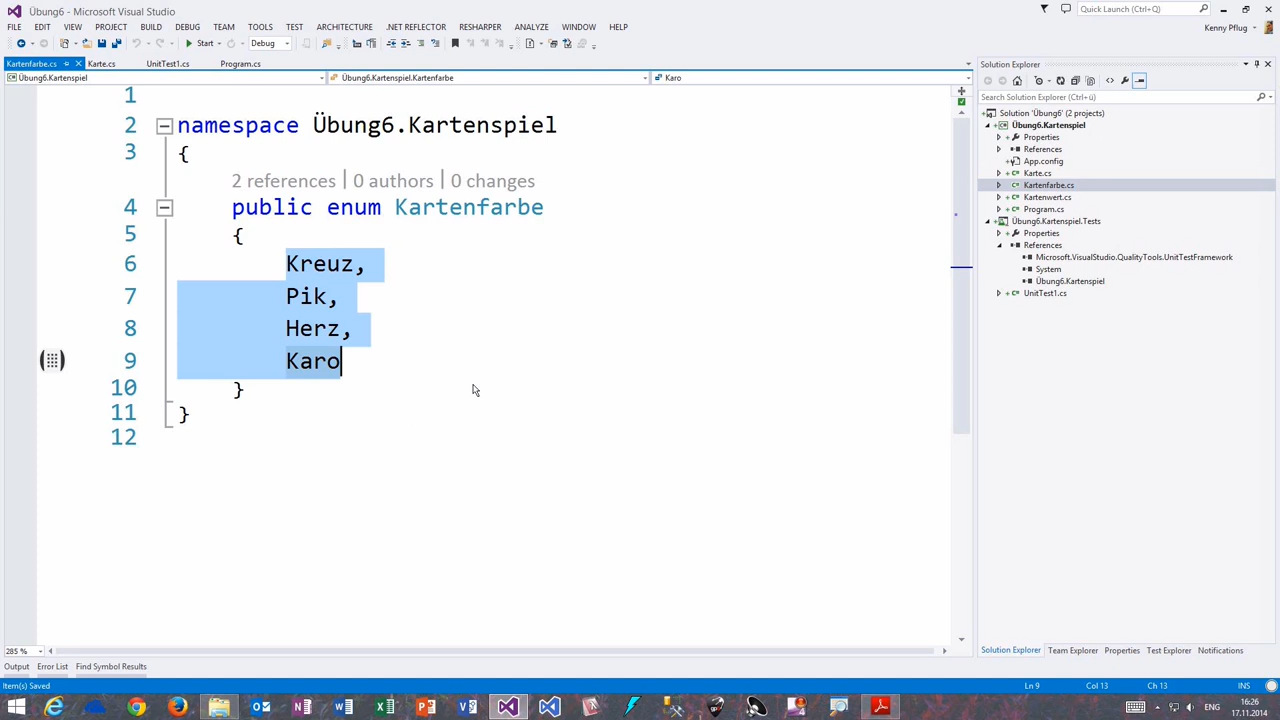 Übung6 - Microsoft Visual Studio
Quick Launch (Ctrl+Q)
FILE EDIT VIEW PROJECT BUILD DEBUG TEAM TOOLS TEST ARCHITECTURE .NET REFLECTOR RESHARPER ANALYZE WINDOW HELP
Kenny Pflug
Start Debug
Kartenfarbe.cs Karte.cs UnitTest1.cs Program.cs
Übung6.Kartenspiel Übung6.Kartenspiel.Kartenfarbe Karo
1
2 namespace Übung6.Kartenspiel
3 {
2 references | 0 authors | 0 changes
4 public enum Kartenfarbe
5 {
6 Kreuz,
7 Pik,
8 Herz,
9 Karo
10 }
11 }
12
285 %
Solution Explorer
Search Solution Explorer (Ctrl+ü)
Solution 'Übung6' (2 projects)
Übung6.Kartenspiel
Properties
References
App.config
Karte.cs
Kartenfarbe.cs
Kartenwert.cs
Program.cs
Übung6.Kartenspiel.Tests
Properties
References
Microsoft.VisualStudio.QualityTools.UnitTestFramework
System
Übung6.Kartenspiel
UnitTest1.cs
Solution Explorer Team Explorer Properties Test Explorer Notifications
Output Error List Find Symbol Results
Item(s) Saved Ln 9 Col 13 Ch 13 INS
ENG
16:26
17.11.2014